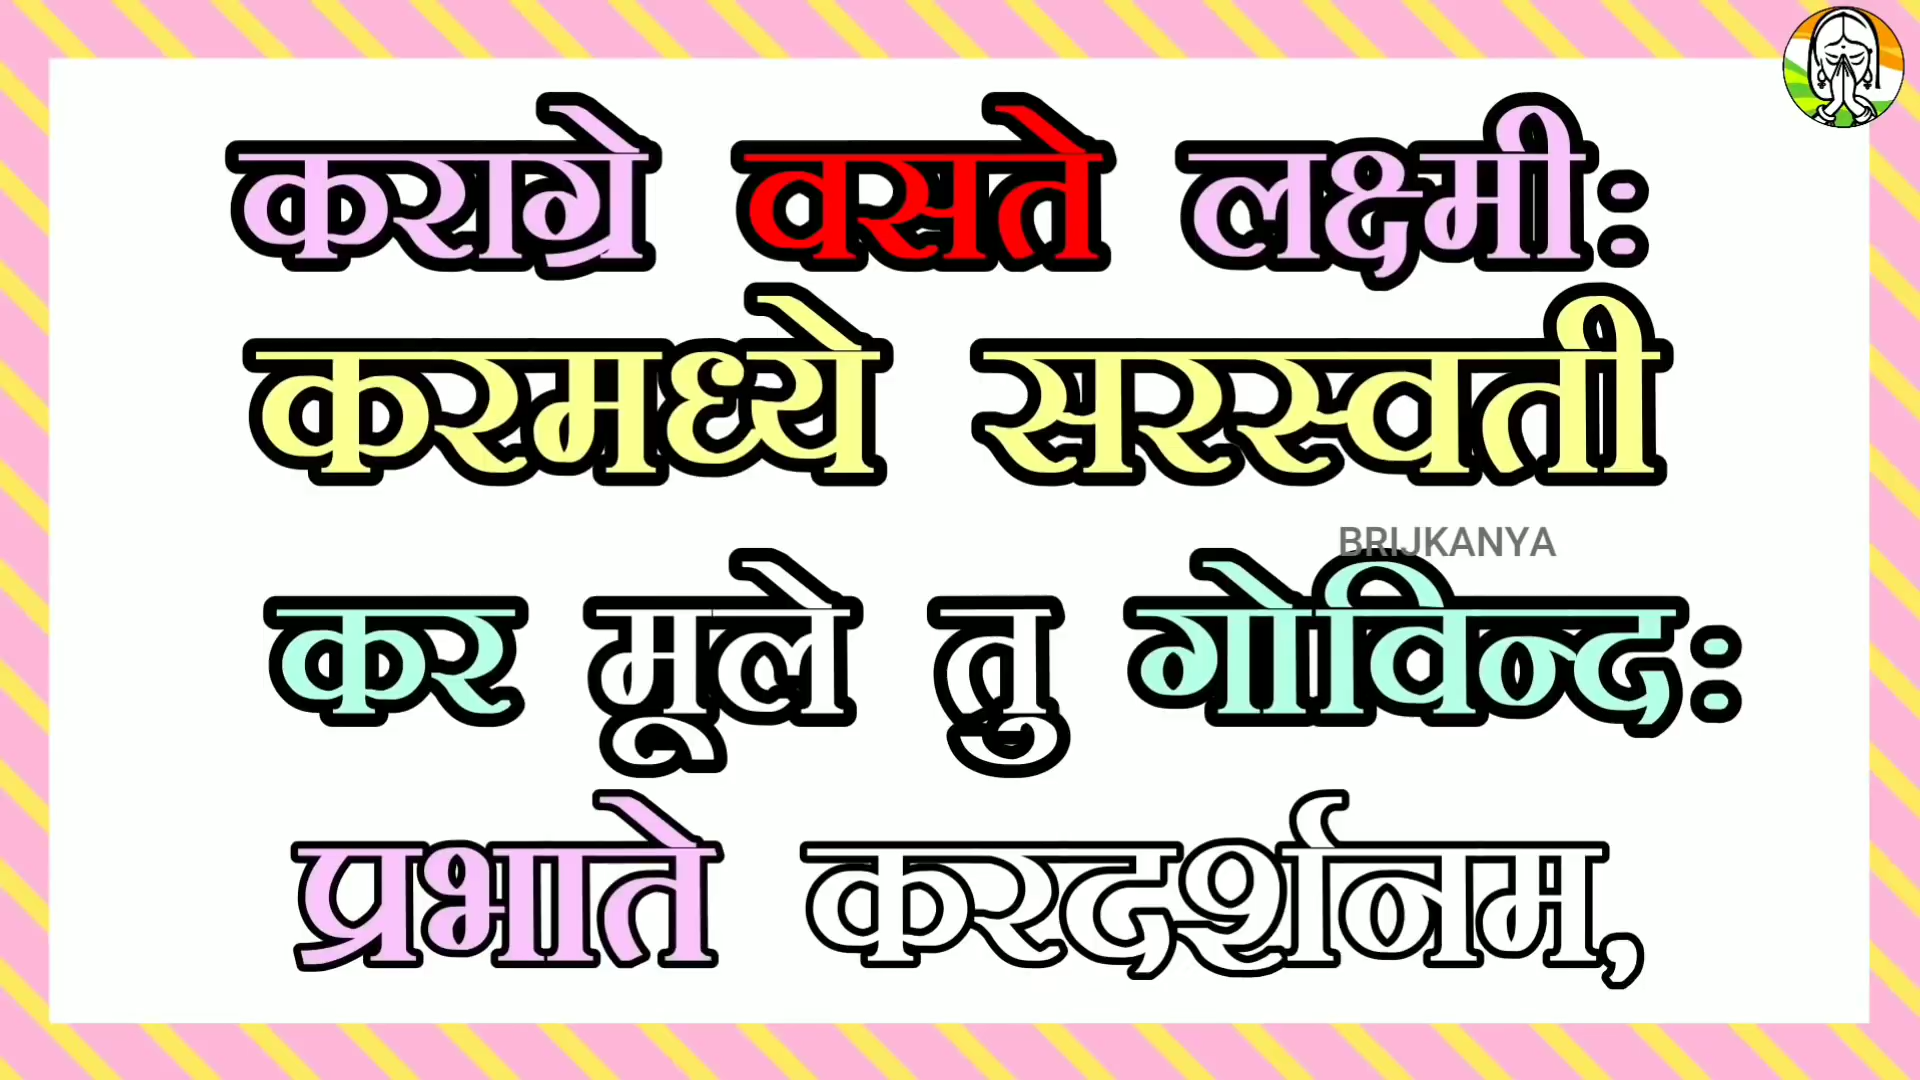 कराग्रे वसते लक्ष्मीः
करमध्ये सरस्वती
BRIJKANYA
कर मूले तु गोविन्दः
प्रभाते करदर्शनम,